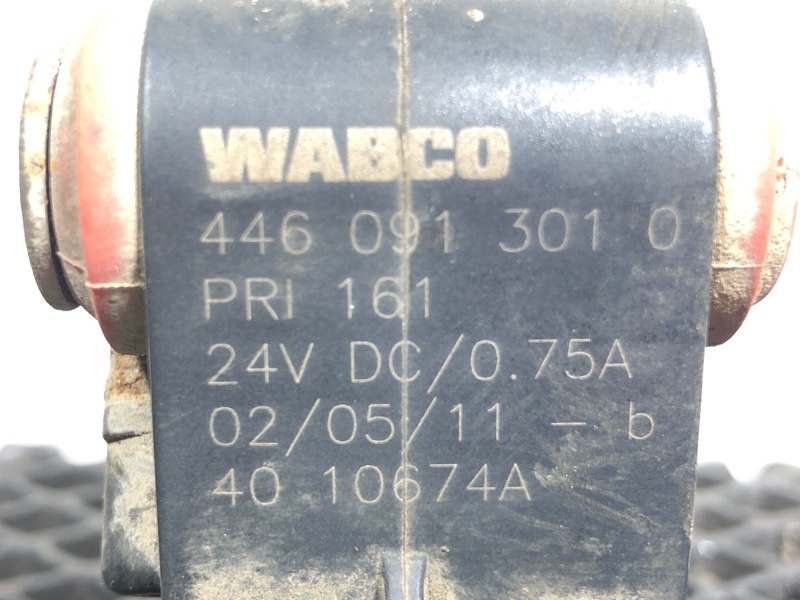 WABCO
446 091 301 0
PRI 161
24V DC/0.75A
02/05/11 - b
40 10674A